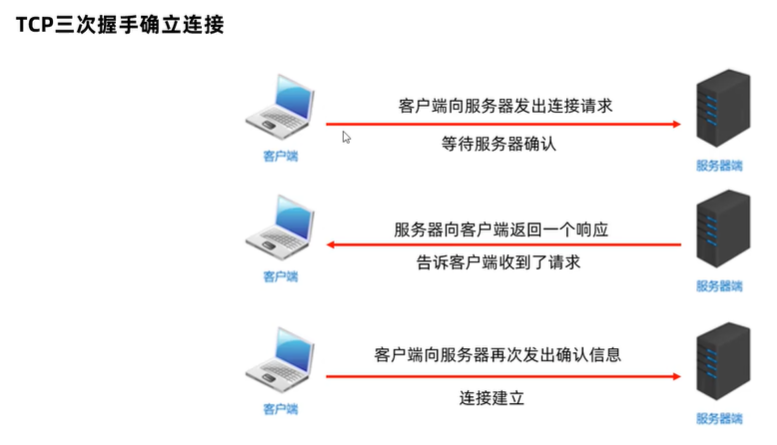 TCP三次握手确立连接
客户端向服务器发出连接请求
等待服务器确认
客户端
服务器端
服务器向客户端返回一个响应
告诉客户端收到了请求
客户端
服务器端
客户端向服务器再次发出确认信息
连接建立
客户端
服务器端